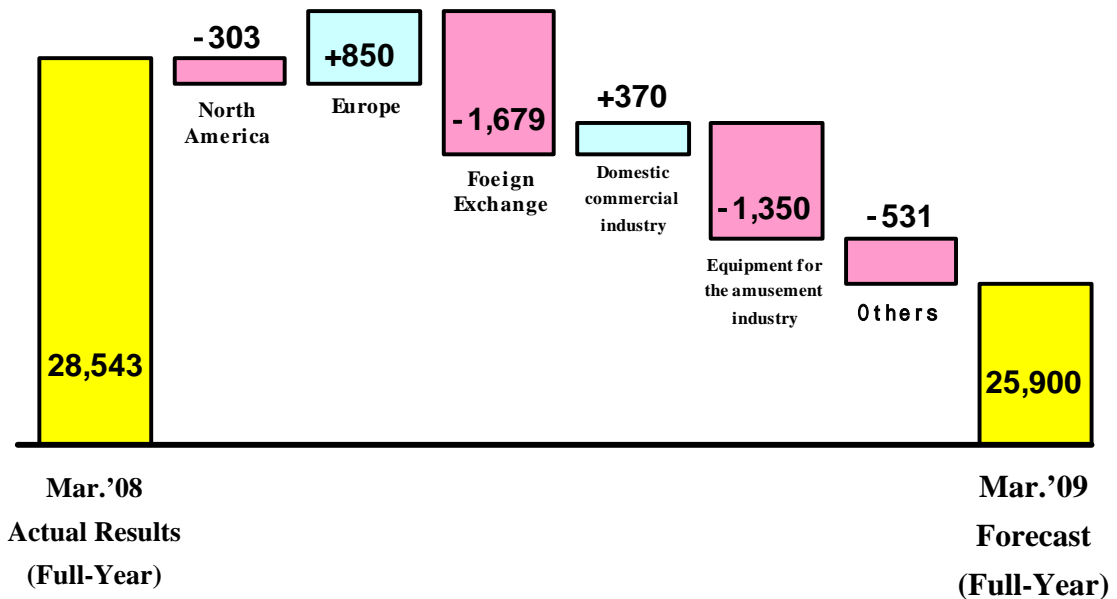 -303
North
America
+850
Europe
-1,679
Foeign
Exchange
+370
Domestic
commercial
industry
-1,350
Equipment for
the amusement
industry
-531
Others
28,543
25,900
Mar.’08
Actual Results
(Full-Year)
Mar.’09
Forecast
(Full-Year)